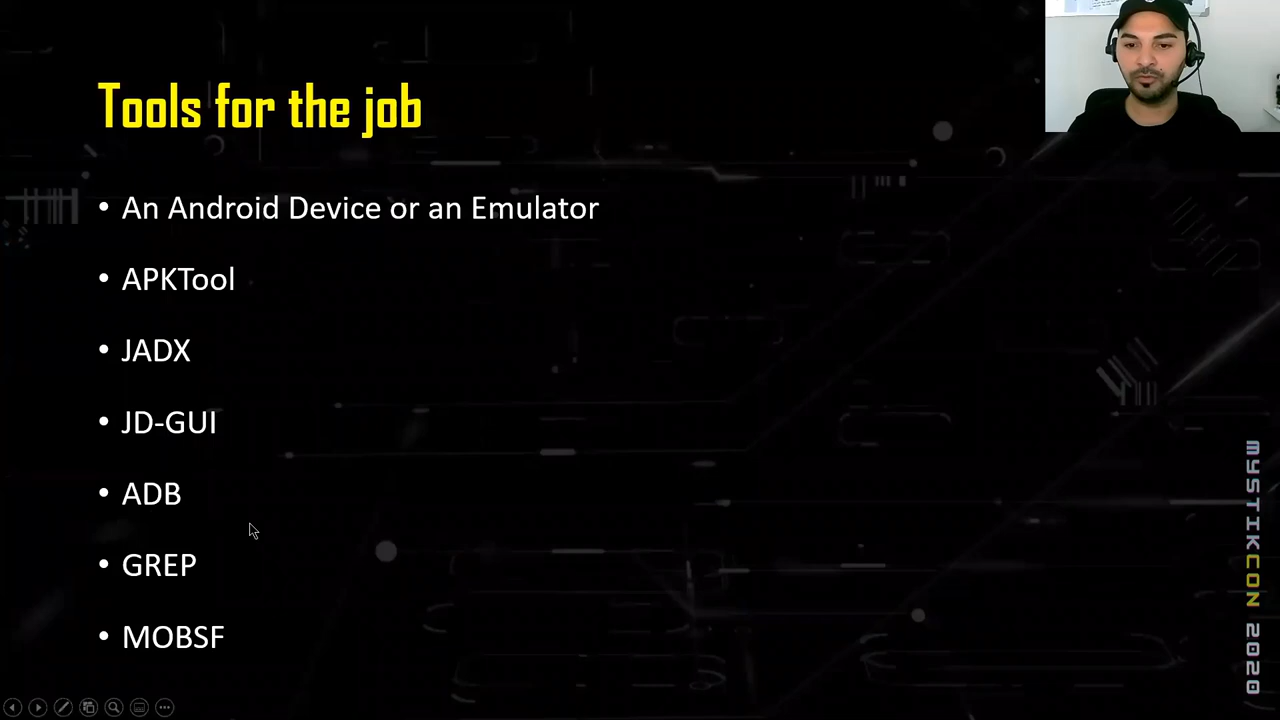 Tools for the job
• An Android Device or an Emulator
• APKTool
• JADX
• JD-GUI
• ADB
• GREP
• MOBSF
MYSTIKCON 2020